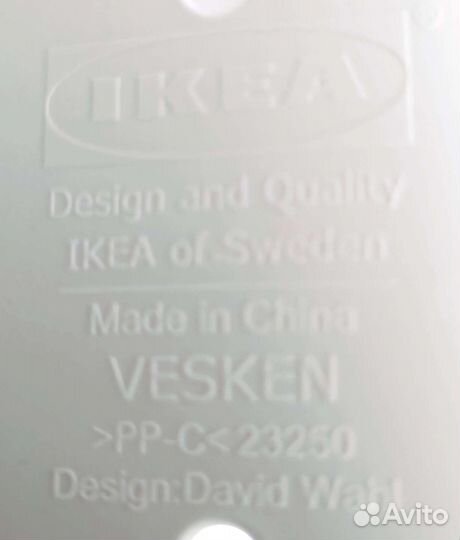 IKEA
Design and Quality
IKEA of Sweden
Made in China
VESKEN
>PP-C< 23250
Design: David Wahl
Avito